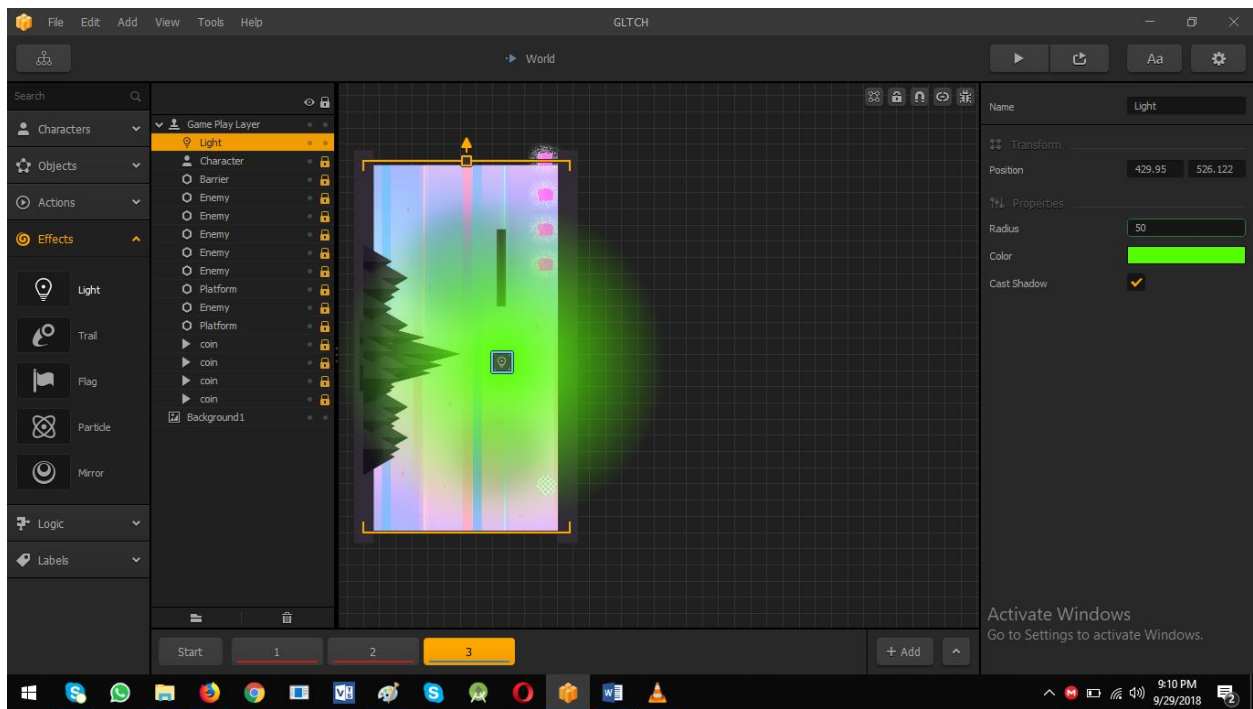 File Edit Add View Tools Help
GLTCH
World
Aa
Search
Characters
Objects
Actions
Effects
Light
Trail
Flag
Particle
Mirror
Logic
Labels
Game Play Layer
Light
Character
Barrier
Enemy
Enemy
Enemy
Enemy
Enemy
Platform
Enemy
Platform
coin
coin
coin
coin
Background1
Name Light
Transform
Position 429.95 526.122
Properties
Radius 50
Color
Cast Shadow
Activate Windows
Go to Settings to activate Windows.
Start 1 2 3 + Add
9:10 PM
9/29/2018
2